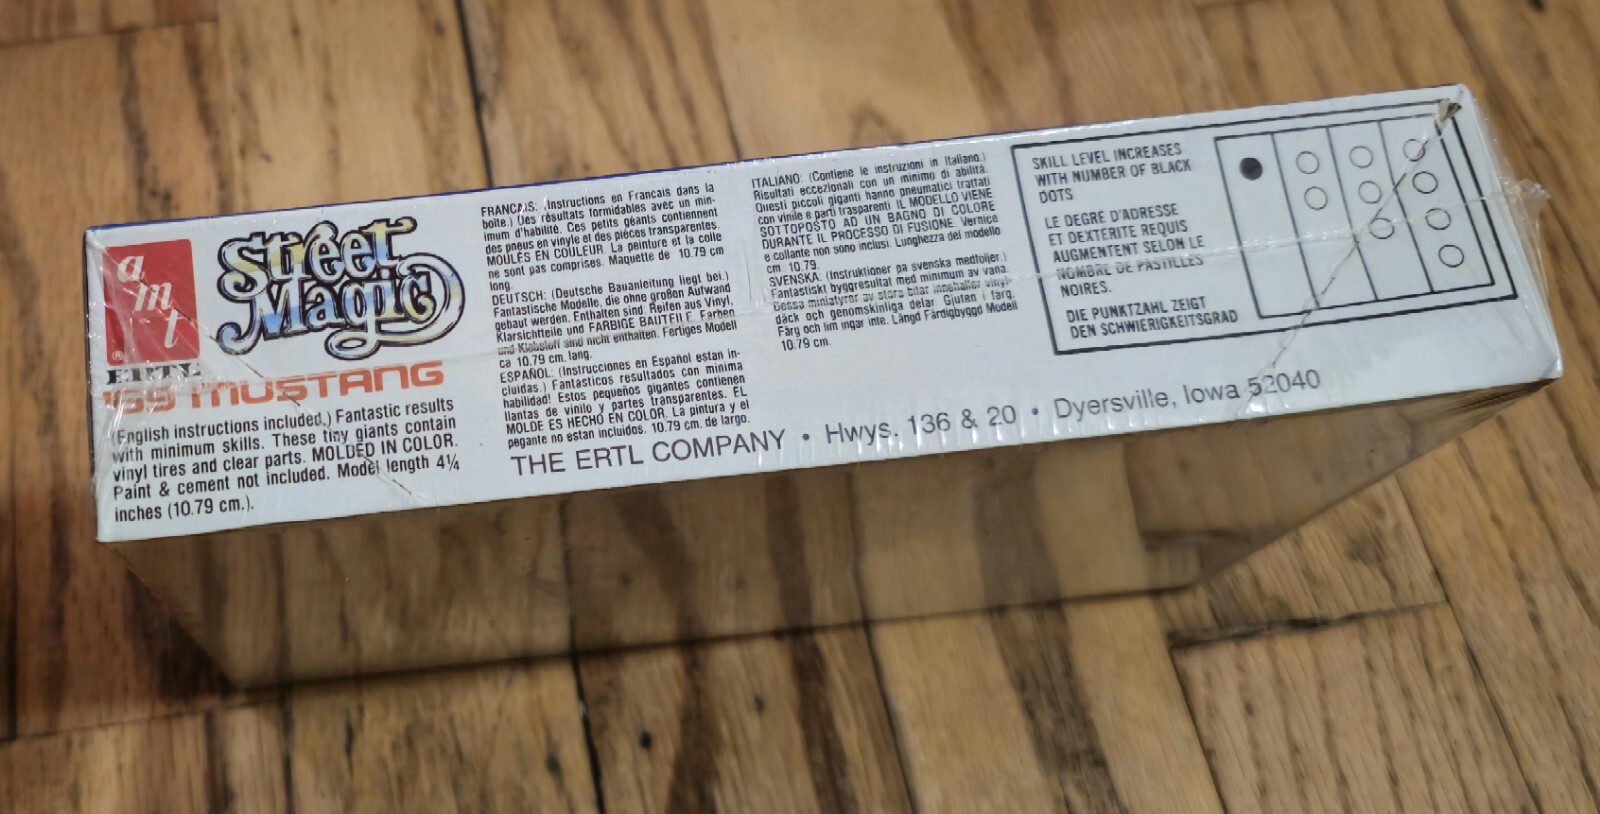 amt
®
ERTL
Street
Magic
'69 MUSTANG
(English instructions included.) Fantastic results
with minimum skills. These tiny giants contain
vinyl tires and clear parts. MOLDED IN COLOR.
Paint & cement not included. Model length 4¼
inches (10.79 cm.).
FRANCAIS: (Instructions en Francais dans la
boite.) Des résultats formidables avec un min-
imum d'habilité. Ces petits géants contiennent
des pneus en vinyle et des pièces transparentes.
MOULÉS EN COULEUR La peinture et la colle
ne sont pas comprises. Maquette de 10.79 cm
long.
DEUTSCH: (Deutsche Bauanleitung liegt bei.)
Fantastische Modelle, die ohne großen Aufwand
gebaut werden. Enthalten sind: Reifen aus Vinyl,
Klarsichteile und FARBIGE BAUTEILE. Farben
und Klebstoff sind nicht enthalten. Fertiges Modell
ca 10.79 cm. lang.
ESPAÑOL: (Instrucciones en Español estan in-
cluidas.) Fantasticos resultados con minima
habilidad! Estos pequeños gigantes contienen
llantas de vinilo y partes transparentes. EL
MOLDE ES HECHO EN COLOR. La pintura y el
pegante no estan incluidos. 10.79 cm. de largo.
ITALIANO: (Contiene le instruzioni in Italiano.)
Risultati eccezionali con un minimo di abilità.
Questi piccoli giganti hanno pneumatici trattati
con vinile e parti trasparenti. IL MODELLO VIENE
SOTTOPOSTO AD UN BAGNO DI COLORE
DURANTE IL PROCESSO DI FUSIONE. Vernice
e collante non sono inclusi. Lunghezza del modello
cm. 10.79.
SVENSKA: (Instruktioner pa svenska medföljer.)
Fantastiskt byggresultat med minimum av vana.
Dessa miniatyrer av stora bilar innehaller vinyl-
däck och genomskinliga delar Gjuten i färg.
Färg och lim ingar inte. Längd Färdigbyggd Modell
10.79 cm.
THE ERTL COMPANY • Hwys. 136 & 20 • Dyersville, Iowa 52040
SKILL LEVEL INCREASES
WITH NUMBER OF BLACK
DOTS
LE DEGRE D'ADRESSE
ET DEXTERITE REQUIS
AUGMENTENT SELON LE
NOMBRE DE PASTILLES
NOIRES.
DIE PUNKTZAHL ZEIGT
DEN SCHWIERIGKEITSGRAD